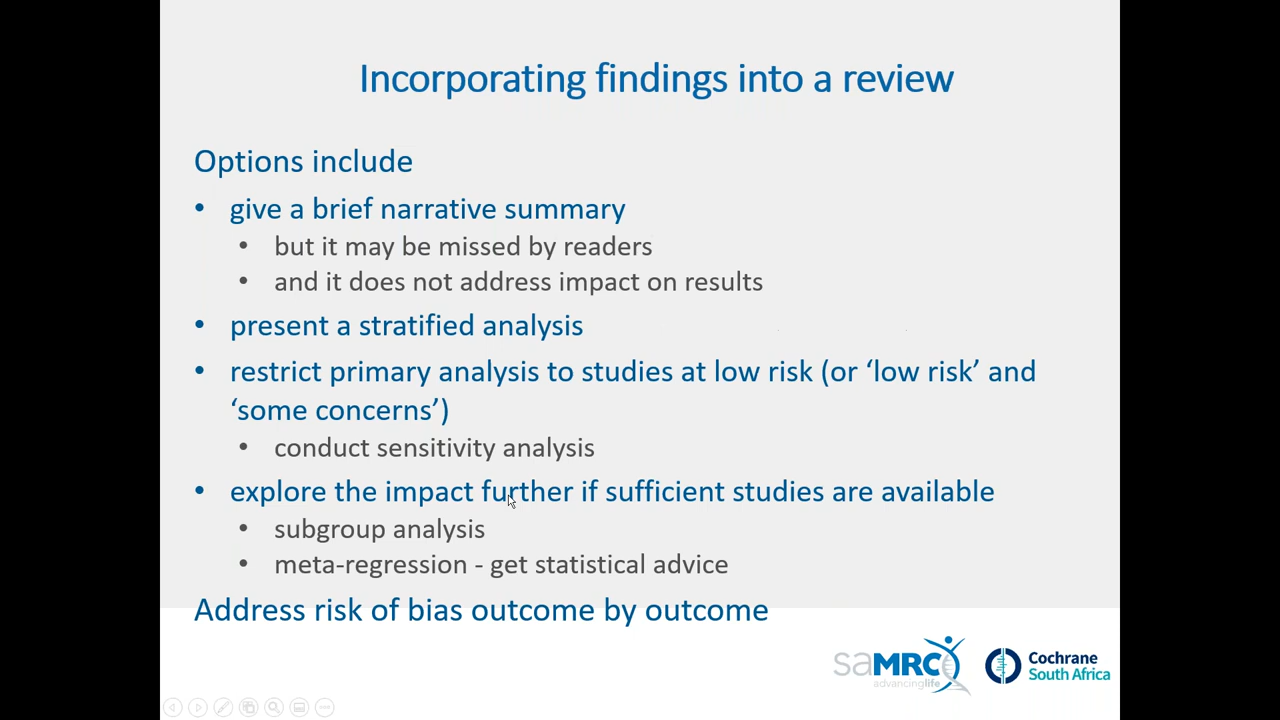 Incorporating findings into a review
Options include
• give a brief narrative summary
• but it may be missed by readers
• and it does not address impact on results
• present a stratified analysis
• restrict primary analysis to studies at low risk (or ‘low risk’ and
‘some concerns’)
• conduct sensitivity analysis
• explore the impact further if sufficient studies are available
• subgroup analysis
• meta-regression - get statistical advice
Address risk of bias outcome by outcome
saMRC
advancinglife
Cochrane
South Africa